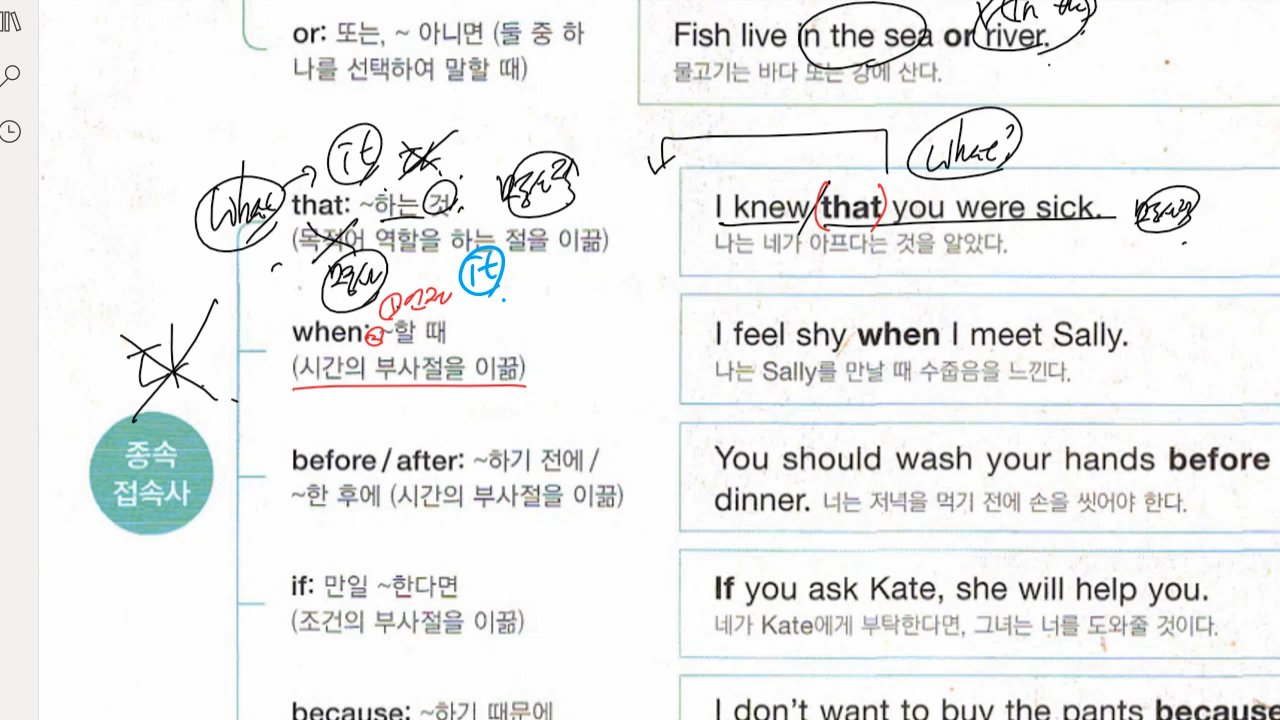 or: 또는, ~ 아니면 (둘 중 하
나를 선택하여 말할 때)
(in the)
Fish live in the sea or river.
물고기는 바다 또는 강에 산다.
it
what
that: ~하는 것
(목적어 역할을 하는 절을 이끎)
명사
it
what?
I knew that you were sick.
나는 네가 아프다는 것을 알았다.
when: ~할 때
(시간의 부사절을 이끎)
I feel shy when I meet Sally.
나는 Sally를 만날 때 수줍음을 느낀다.
종속
접속사
before / after: ~하기 전에 /
~한 후에 (시간의 부사절을 이끎)
You should wash your hands before
dinner. 너는 저녁을 먹기 전에 손을 씻어야 한다.
if: 만일 ~한다면
(조건의 부사절을 이끎)
If you ask Kate, she will help you.
네가 Kate에게 부탁한다면, 그녀는 너를 도와줄 것이다.
because: ~하기 때문에
I don't want to buy the pants because